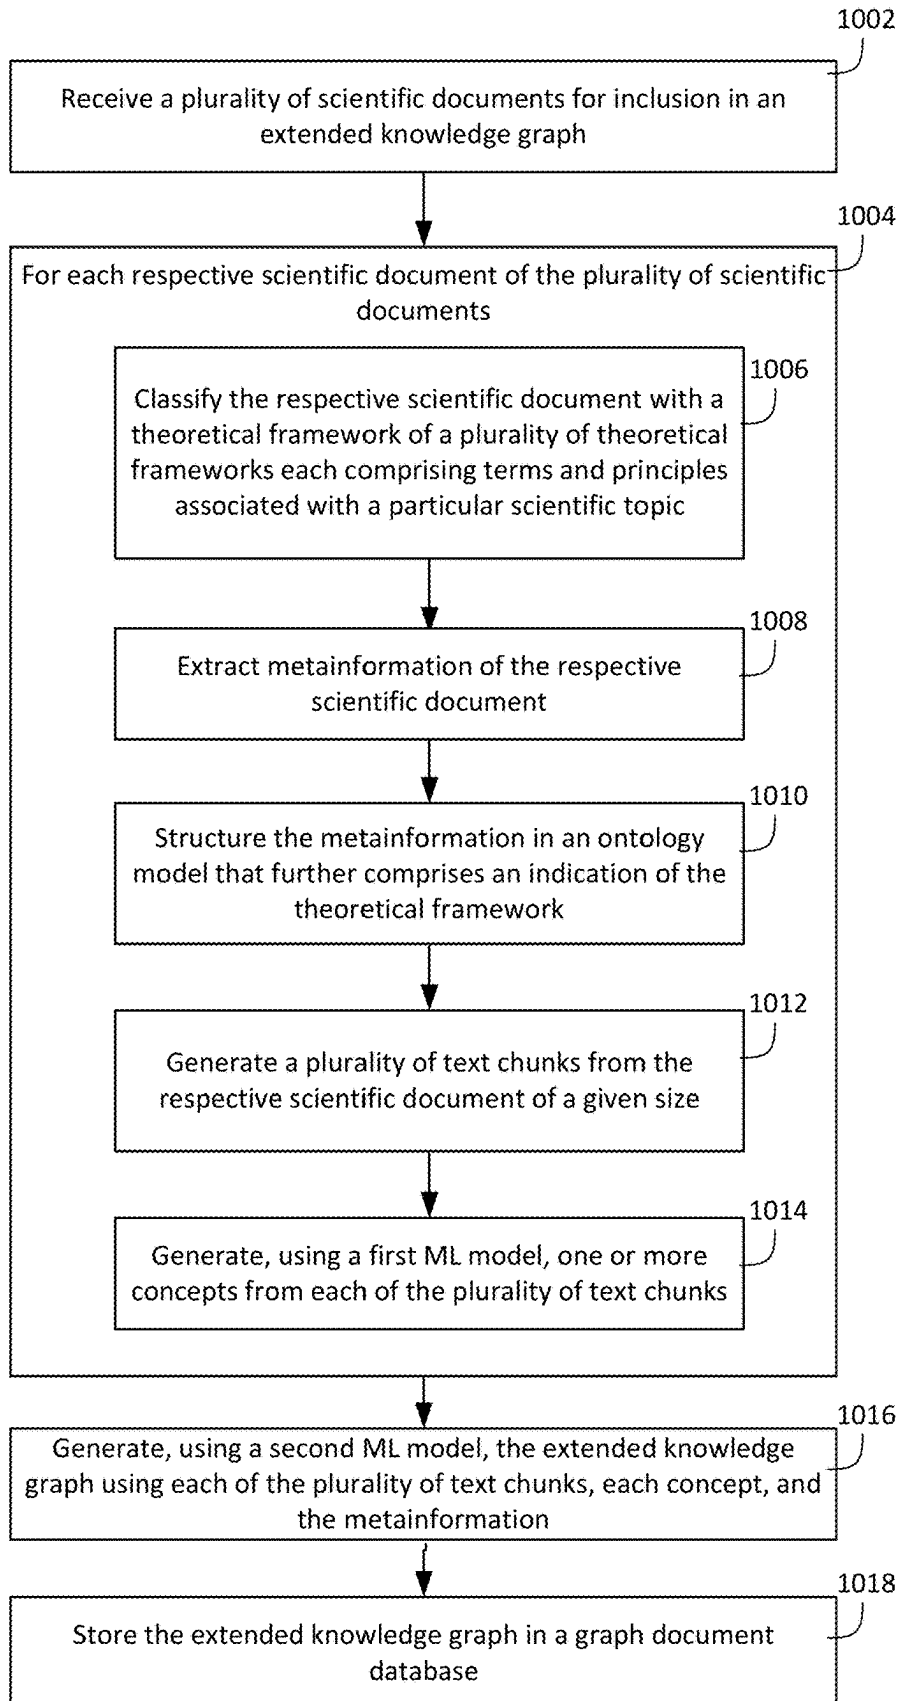 1002
Receive a plurality of scientific documents for inclusion in an
extended knowledge graph
1004
For each respective scientific document of the plurality of scientific
documents
1006
Classify the respective scientific document with a
theoretical framework of a plurality of theoretical
frameworks each comprising terms and principles
associated with a particular scientific topic
1008
Extract metainformation of the respective
scientific document
1010
Structure the metainformation in an ontology
model that further comprises an indication of the
theoretical framework
1012
Generate a plurality of text chunks from the
respective scientific document of a given size
1014
Generate, using a first ML model, one or more
concepts from each of the plurality of text chunks
1016
Generate, using a second ML model, the extended knowledge
graph using each of the plurality of text chunks, each concept, and
the metainformation
1018
Store the extended knowledge graph in a graph document
database